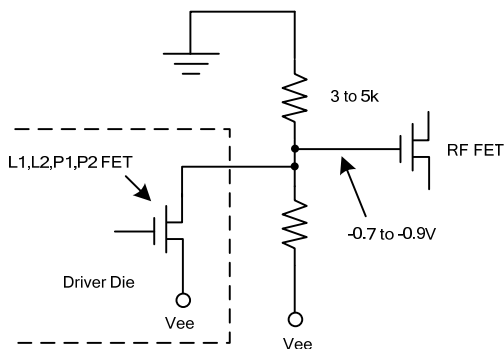 3 to 5k
L1,L2,P1,P2 FET
RF FET
-0.7 to -0.9V
Driver Die
Vee
Vee